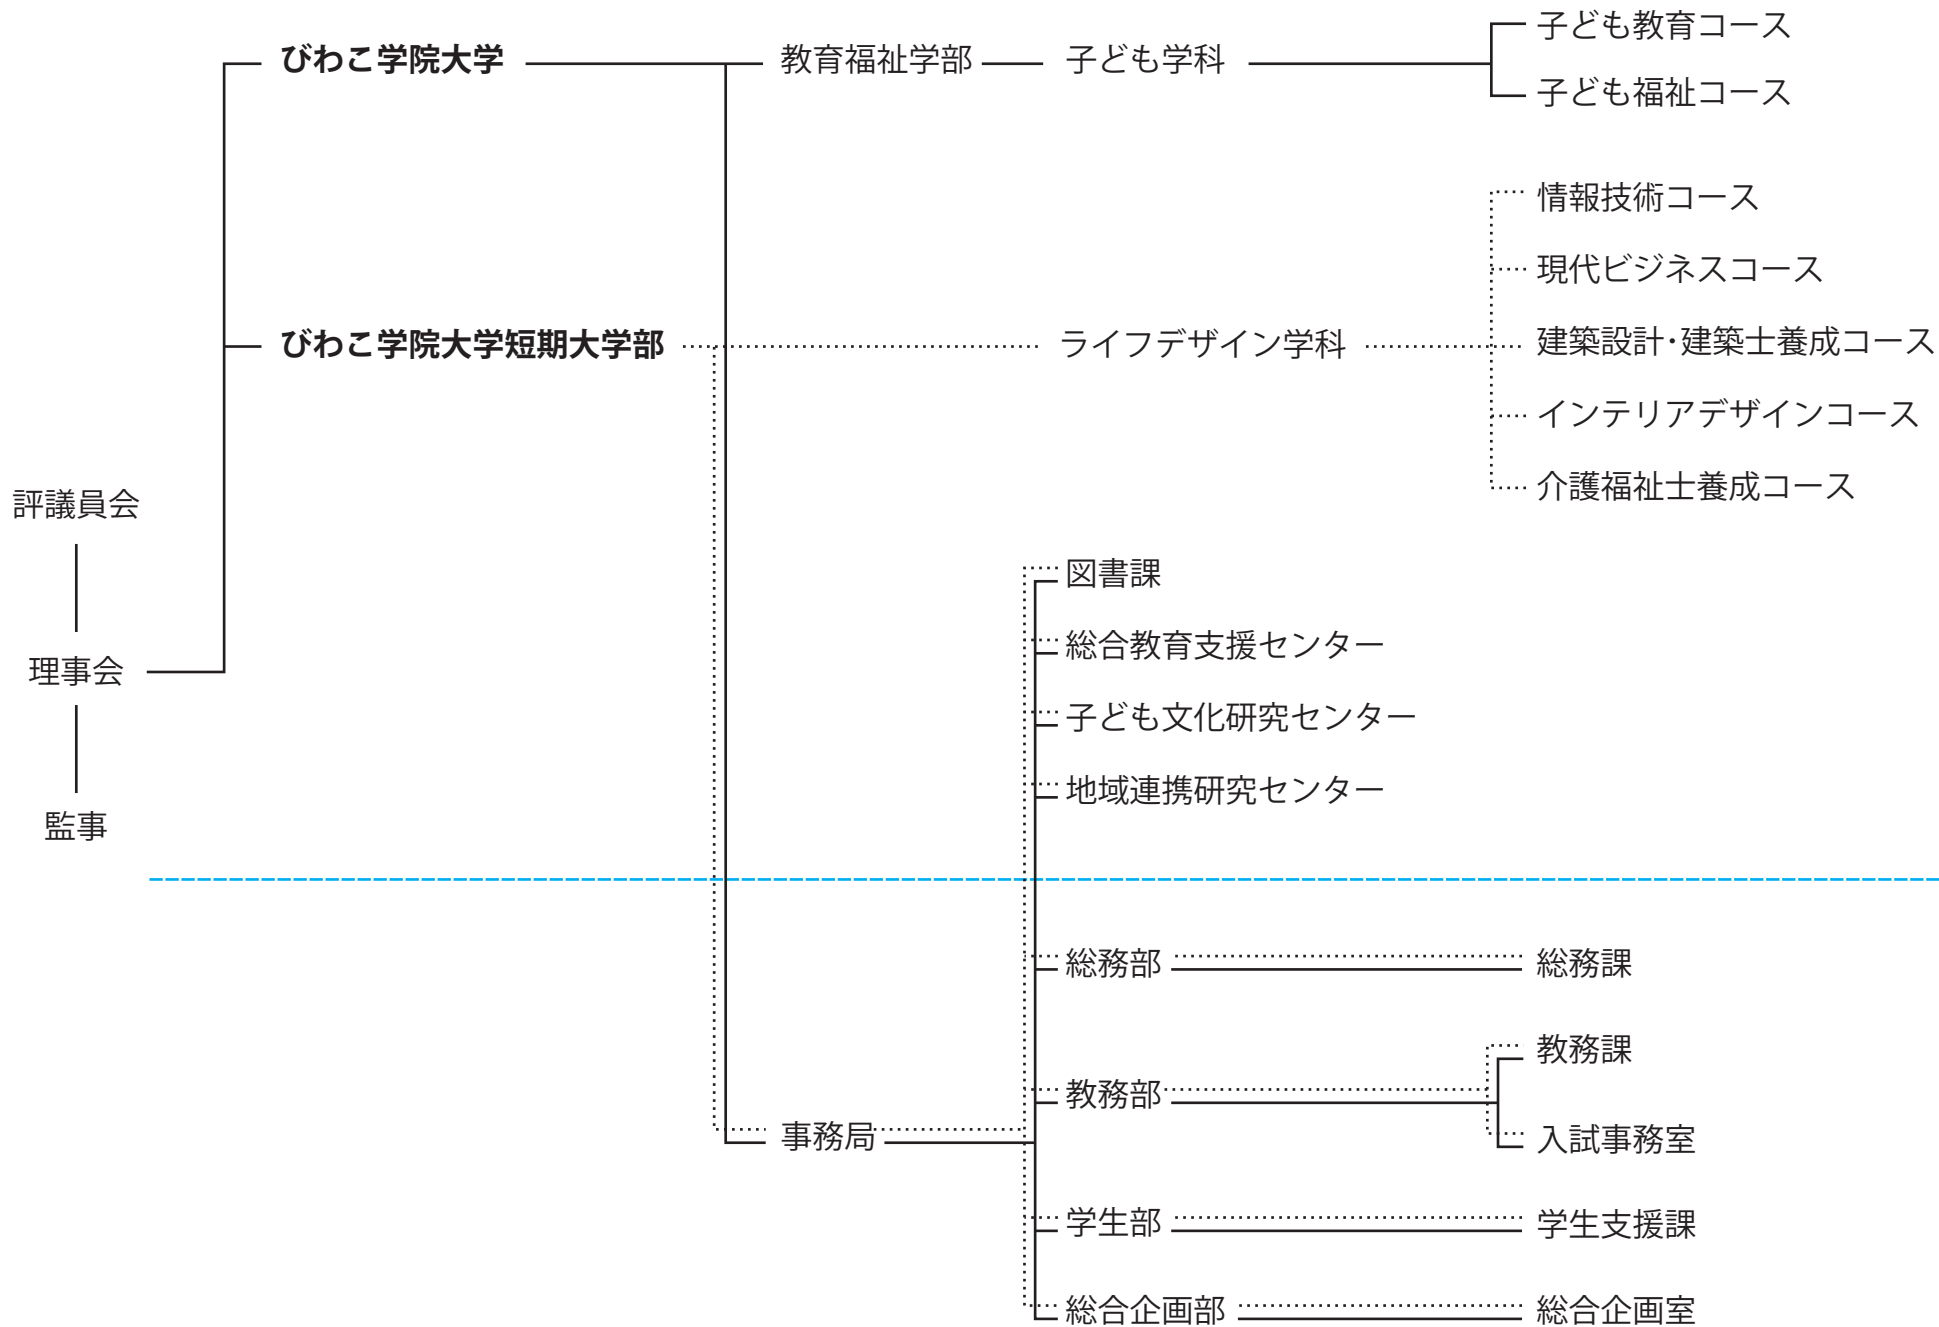 びわこ学院大学
教育福祉学部
子ども学科
子ども教育コース
子ども福祉コース
びわこ学院大学短期大学部
ライフデザイン学科
情報技術コース
現代ビジネスコース
建築設計・建築士養成コース
インテリアデザインコース
介護福祉士養成コース
評議員会
理事会
監事
図書課
総合教育支援センター
子ども文化研究センター
地域連携研究センター
事務局
総務部
総務課
教務部
教務課
入試事務室
学生部
学生支援課
総合企画部
総合企画室